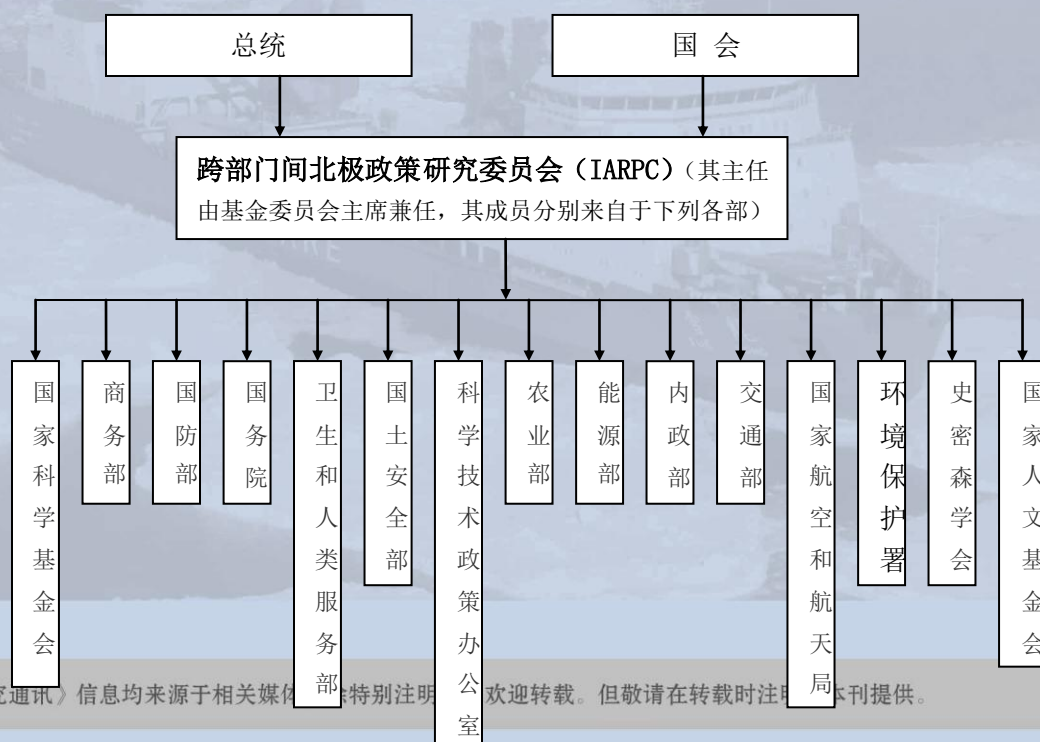 总统
国会
跨部门间北极政策研究委员会（IARPC）（其主任
由基金委员会主席兼任，其成员分别来自于下列各部）
国家科学基金会
商务部
国防部
国务院
卫生和人类服务部
国土安全部
科学技术政策办公室
农业部
能源部
内政部
交通部
国家航空和航天局
环境保护署
史密森学会
国家人文基金会
通讯》信息均来源于相关媒体 特别注明 欢迎转载。但敬请在转载时注 本刊提供。